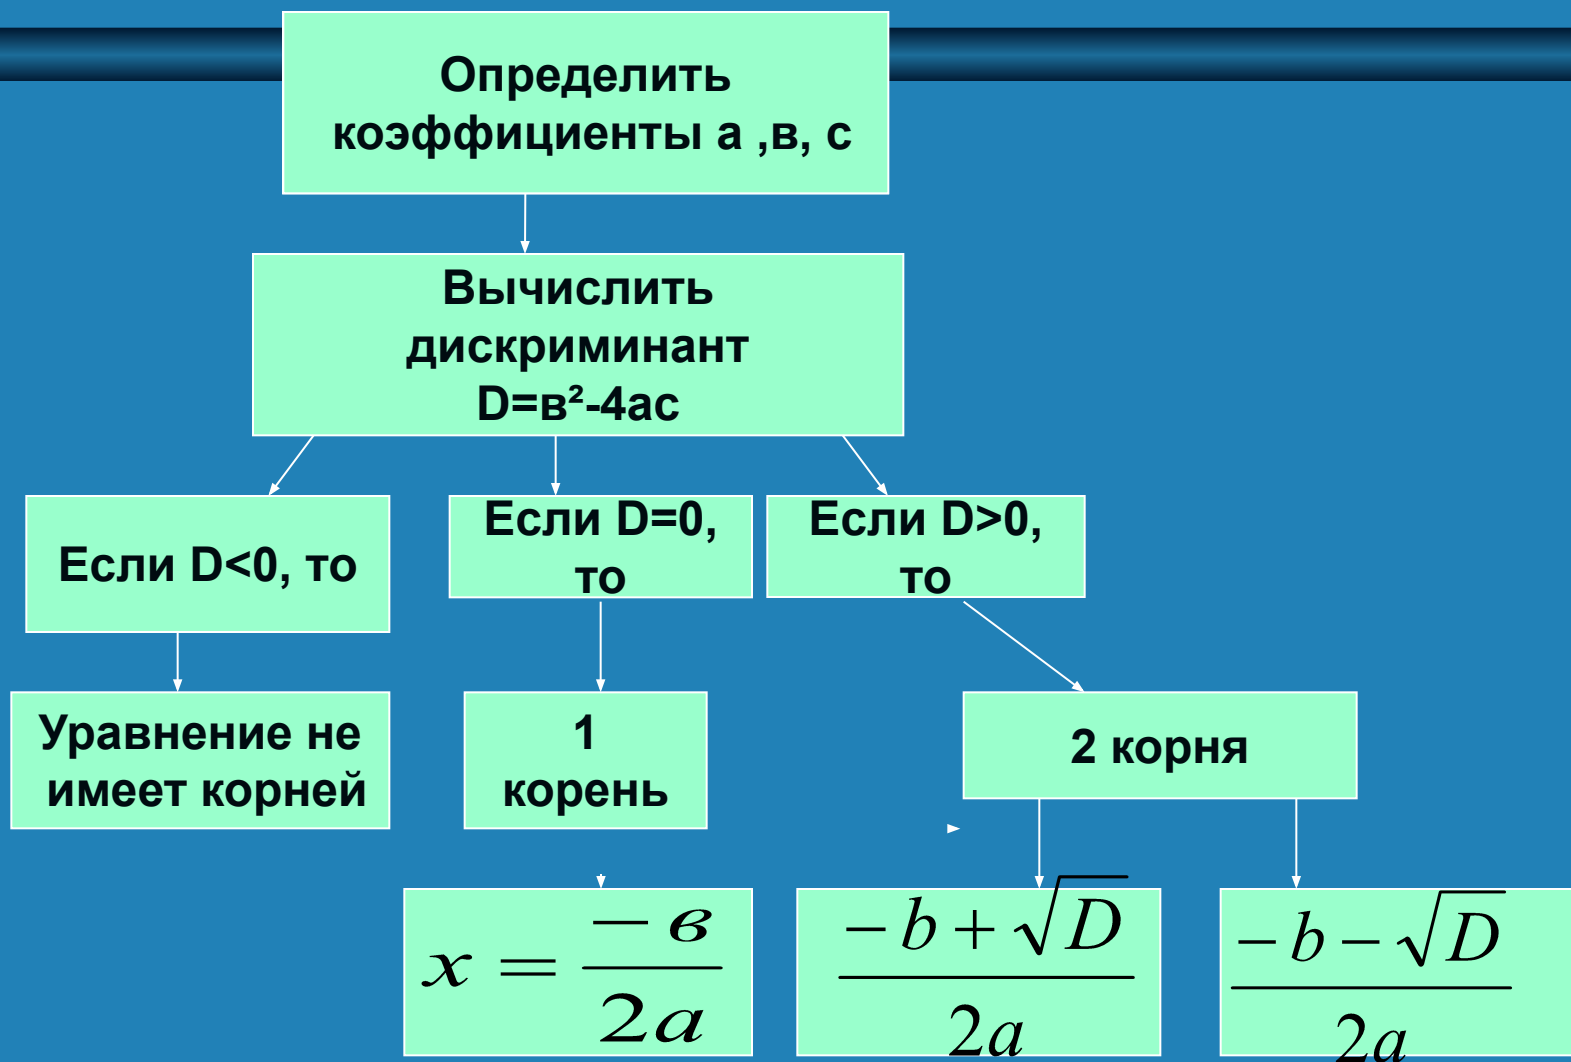 Определить
коэффициенты а ,в, с
Вычислить
дискриминант
D=в²-4ас
Если D<0, то
Если D=0,
то
Если D>0,
то
Уравнение не
имеет корней
1
корень
2 корня
x = −в / 2a
−b + √D / 2a
−b − √D / 2a